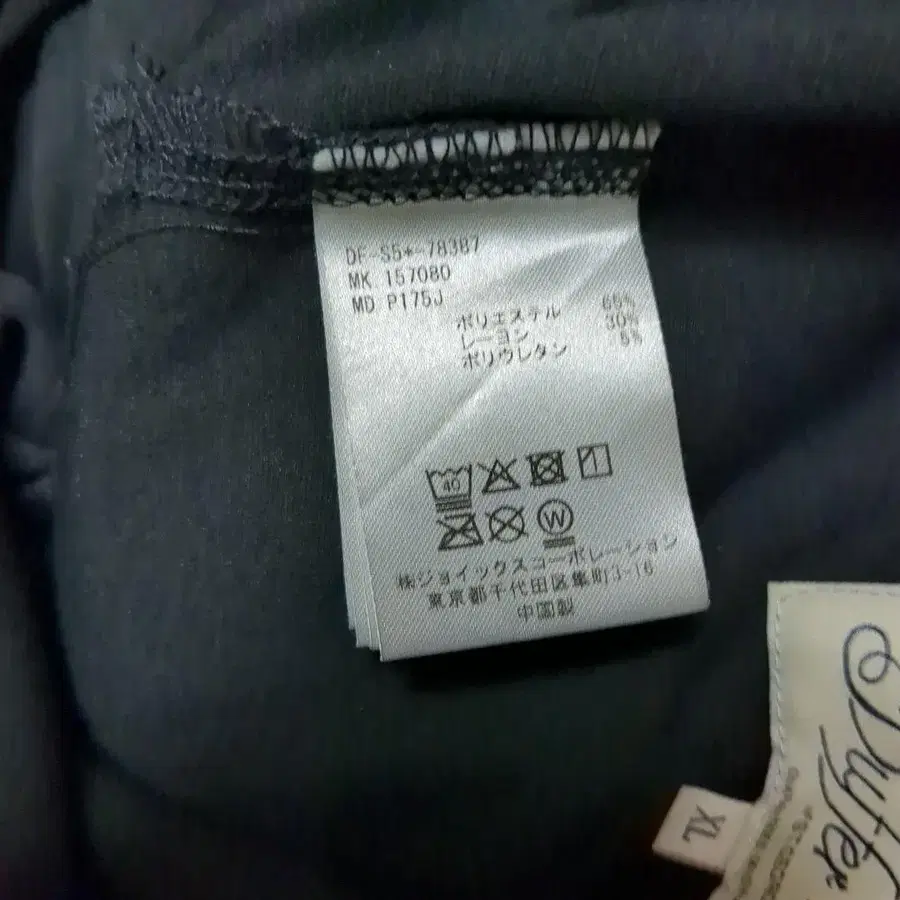 DF-S5*-78387
MK 157080
MD P175J
ポリエステル 65%
レーヨン 30%
ポリウレタン 5%
40
W
㈱ジョイックスコーポレーション
東京都千代田区隼町3-16
中国製
XL